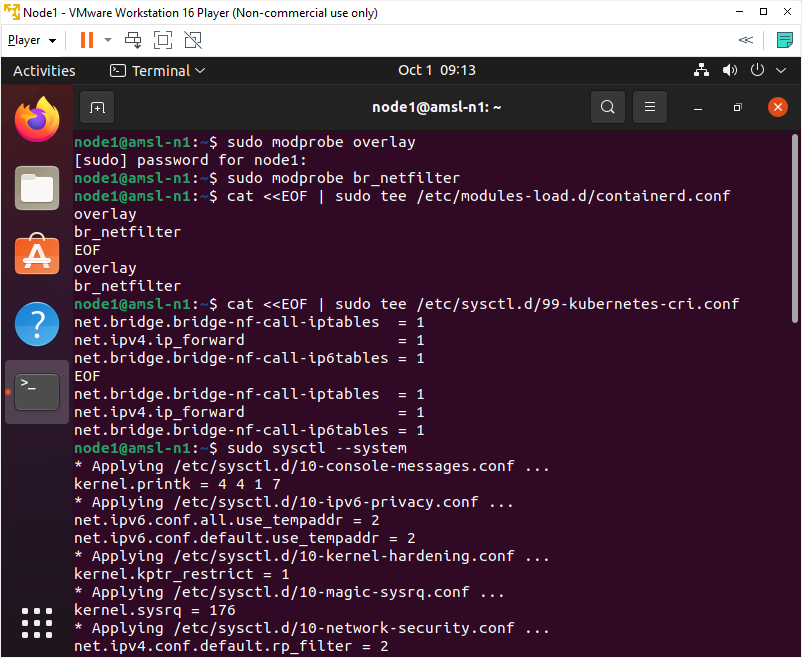 Node1 - VMware Workstation 16 Player (Non-commercial use only)
Player
Activities
Terminal
Oct 1 09:13
node1@amsl-n1: ~
node1@amsl-n1:~$ sudo modprobe overlay
[sudo] password for node1:
node1@amsl-n1:~$ sudo modprobe br_netfilter
node1@amsl-n1:~$ cat <<EOF | sudo tee /etc/modules-load.d/containerd.conf
overlay
br_netfilter
EOF
overlay
br_netfilter
node1@amsl-n1:~$ cat <<EOF | sudo tee /etc/sysctl.d/99-kubernetes-cri.conf
net.bridge.bridge-nf-call-iptables  = 1
net.ipv4.ip_forward                 = 1
net.bridge.bridge-nf-call-ip6tables = 1
EOF
net.bridge.bridge-nf-call-iptables  = 1
net.ipv4.ip_forward                 = 1
net.bridge.bridge-nf-call-ip6tables = 1
node1@amsl-n1:~$ sudo sysctl --system
* Applying /etc/sysctl.d/10-console-messages.conf ...
kernel.printk = 4 4 1 7
* Applying /etc/sysctl.d/10-ipv6-privacy.conf ...
net.ipv6.conf.all.use_tempaddr = 2
net.ipv6.conf.default.use_tempaddr = 2
* Applying /etc/sysctl.d/10-kernel-hardening.conf ...
kernel.kptr_restrict = 1
* Applying /etc/sysctl.d/10-magic-sysrq.conf ...
kernel.sysrq = 176
* Applying /etc/sysctl.d/10-network-security.conf ...
net.ipv4.conf.default.rp_filter = 2